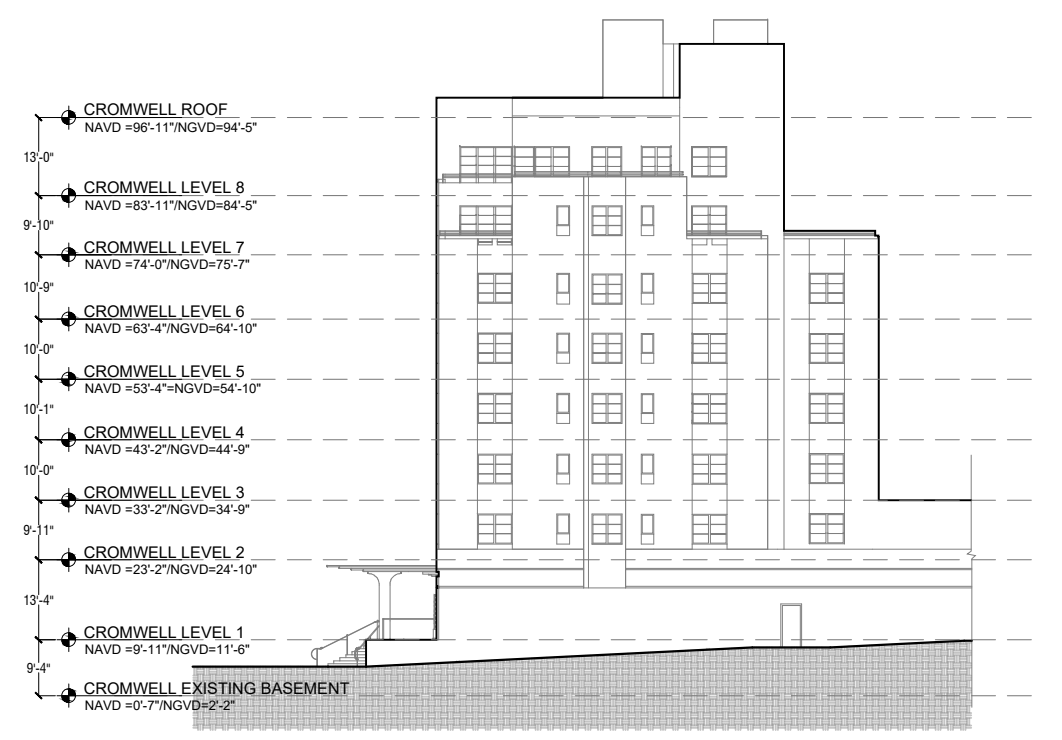 CROMWELL ROOF
NAVD =96'-11"/NGVD=94'-5"
13'-0"
CROMWELL LEVEL 8
NAVD =83'-11"/NGVD=84'-5"
9'-10"
CROMWELL LEVEL 7
NAVD =74'-0"/NGVD=75'-7"
10'-9"
CROMWELL LEVEL 6
NAVD =63'-4"/NGVD=64'-10"
10'-0"
CROMWELL LEVEL 5
NAVD =53'-4"=NGVD=54'-10"
10'-1"
CROMWELL LEVEL 4
NAVD =43'-2"/NGVD=44'-9"
10'-0"
CROMWELL LEVEL 3
NAVD =33'-2"/NGVD=34'-9"
9'-11"
CROMWELL LEVEL 2
NAVD =23'-2"/NGVD=24'-10"
13'-4"
CROMWELL LEVEL 1
NAVD =9'-11"/NGVD=11'-6"
9'-4"
CROMWELL EXISTING BASEMENT
NAVD =0'-7"/NGVD=2'-2"